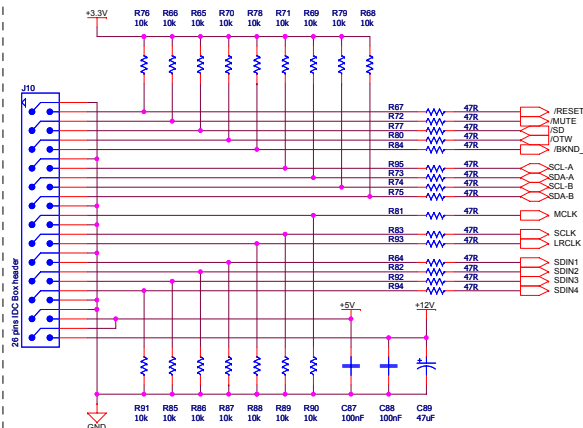 +3.3V
R76 R66 R65 R70 R78 R71 R69 R79 R68
10k 10k 10k 10k 10k 10k 10k 10k 10k
J10
R67 47R /RESET
R72 47R /MUTE
R77 47R /SD
R80 47R /OTW
R84 47R /BKND_
R95 47R SCL-A
R73 47R SDA-A
R74 47R SCL-B
R75 47R SDA-B
R81 47R MCLK
R83 47R SCLK
R93 47R LRCLK
R64 47R SDIN1
R82 47R SDIN2
R92 47R SDIN3
R94 47R SDIN4
26 pins IDC Box header
+5V +12V
R91 R85 R86 R87 R88 R89 R90 C87 C88 C89
10k 10k 10k 10k 10k 10k 10k 100nF 100nF 47uF
GND